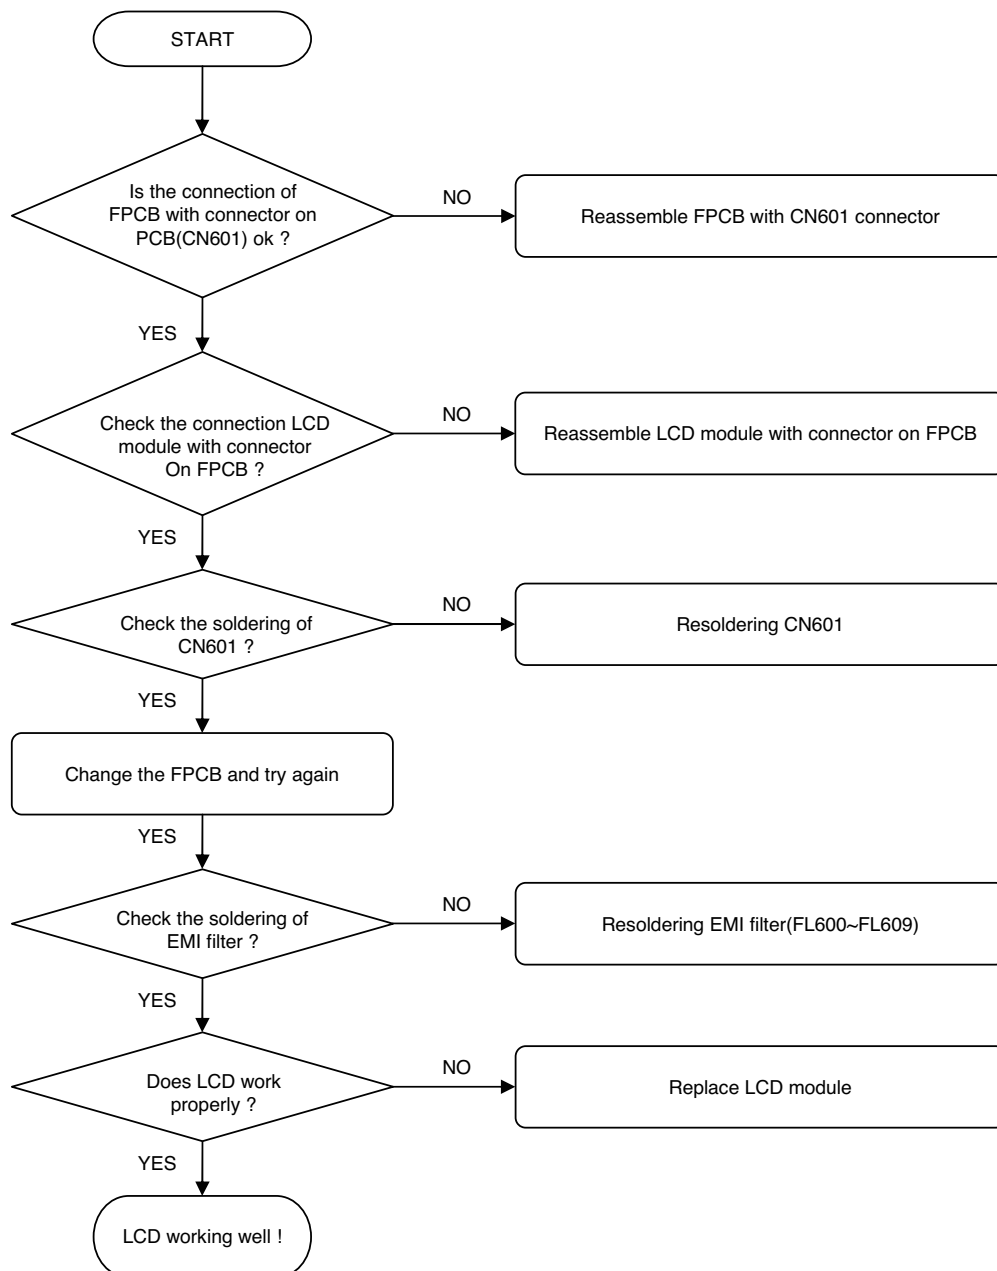 START
Is the connection of
FPCB with connector on
PCB(CN601) ok ?
NO
Reassemble FPCB with CN601 connector
YES
Check the connection LCD
module with connector
On FPCB ?
NO
Reassemble LCD module with connector on FPCB
YES
Check the soldering of
CN601 ?
NO
Resoldering CN601
YES
Change the FPCB and try again
YES
Check the soldering of
EMI filter ?
NO
Resoldering EMI filter(FL600~FL609)
YES
Does LCD work
properly ?
NO
Replace LCD module
YES
LCD working well !